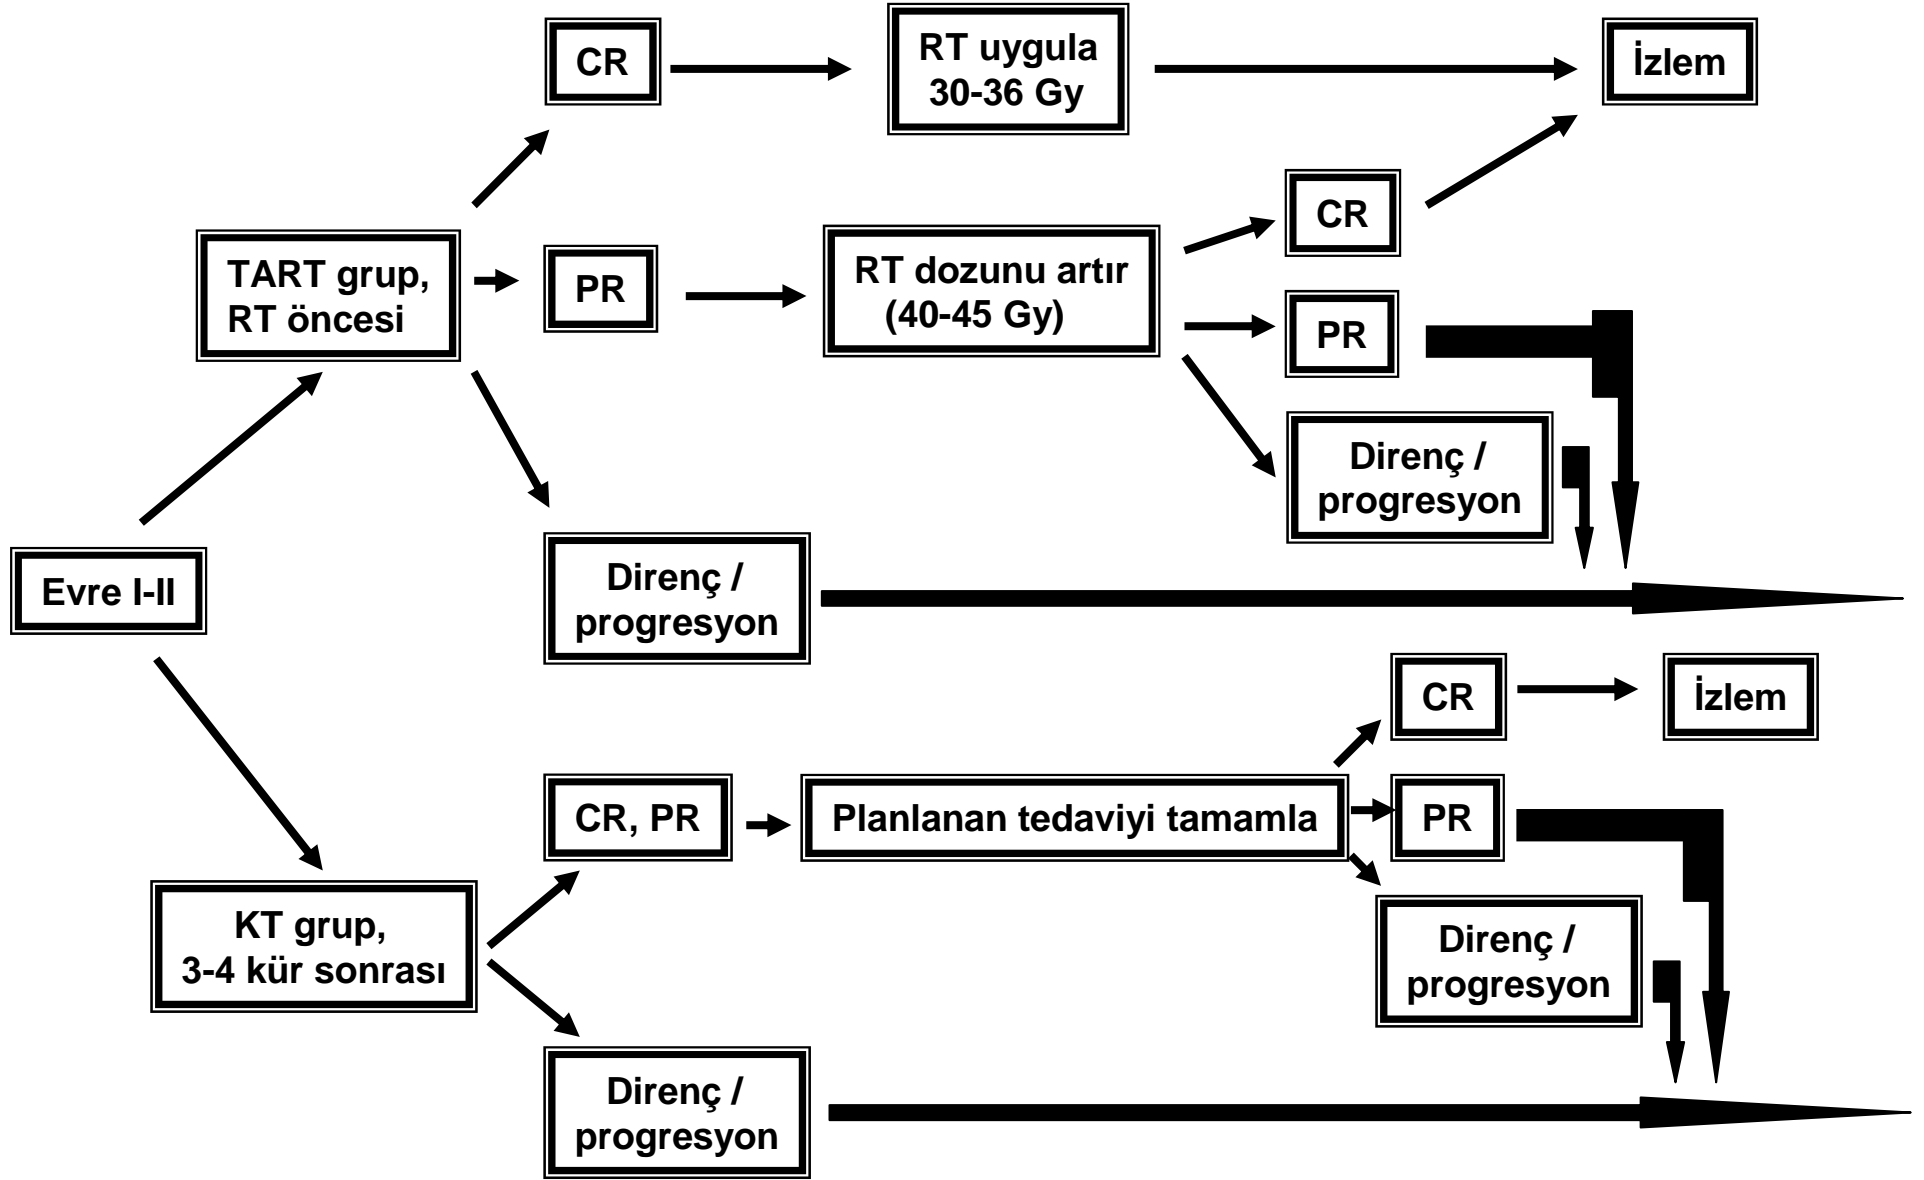 CR
RT uygula
30-36 Gy
İzlem
TART grup,
RT öncesi
PR
RT dozunu artır
(40-45 Gy)
CR
PR
Direnç /
progresyon
Direnç /
progresyon
Evre I-II
KT grup,
3-4 kür sonrası
CR, PR
Planlanan tedaviyi tamamla
CR
İzlem
PR
Direnç /
progresyon
Direnç /
progresyon